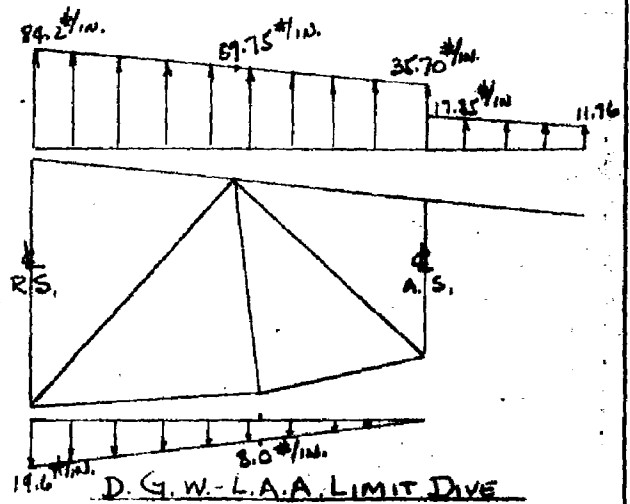 84.2 #/IN.
59.75 #/IN.
35.70 #/IN.
17.85 #/IN
11.96
R.S.
A.S.
19.6 #/IN.
8.0 #/IN.
D.G.W.-L.A.A. LIMIT DIVE